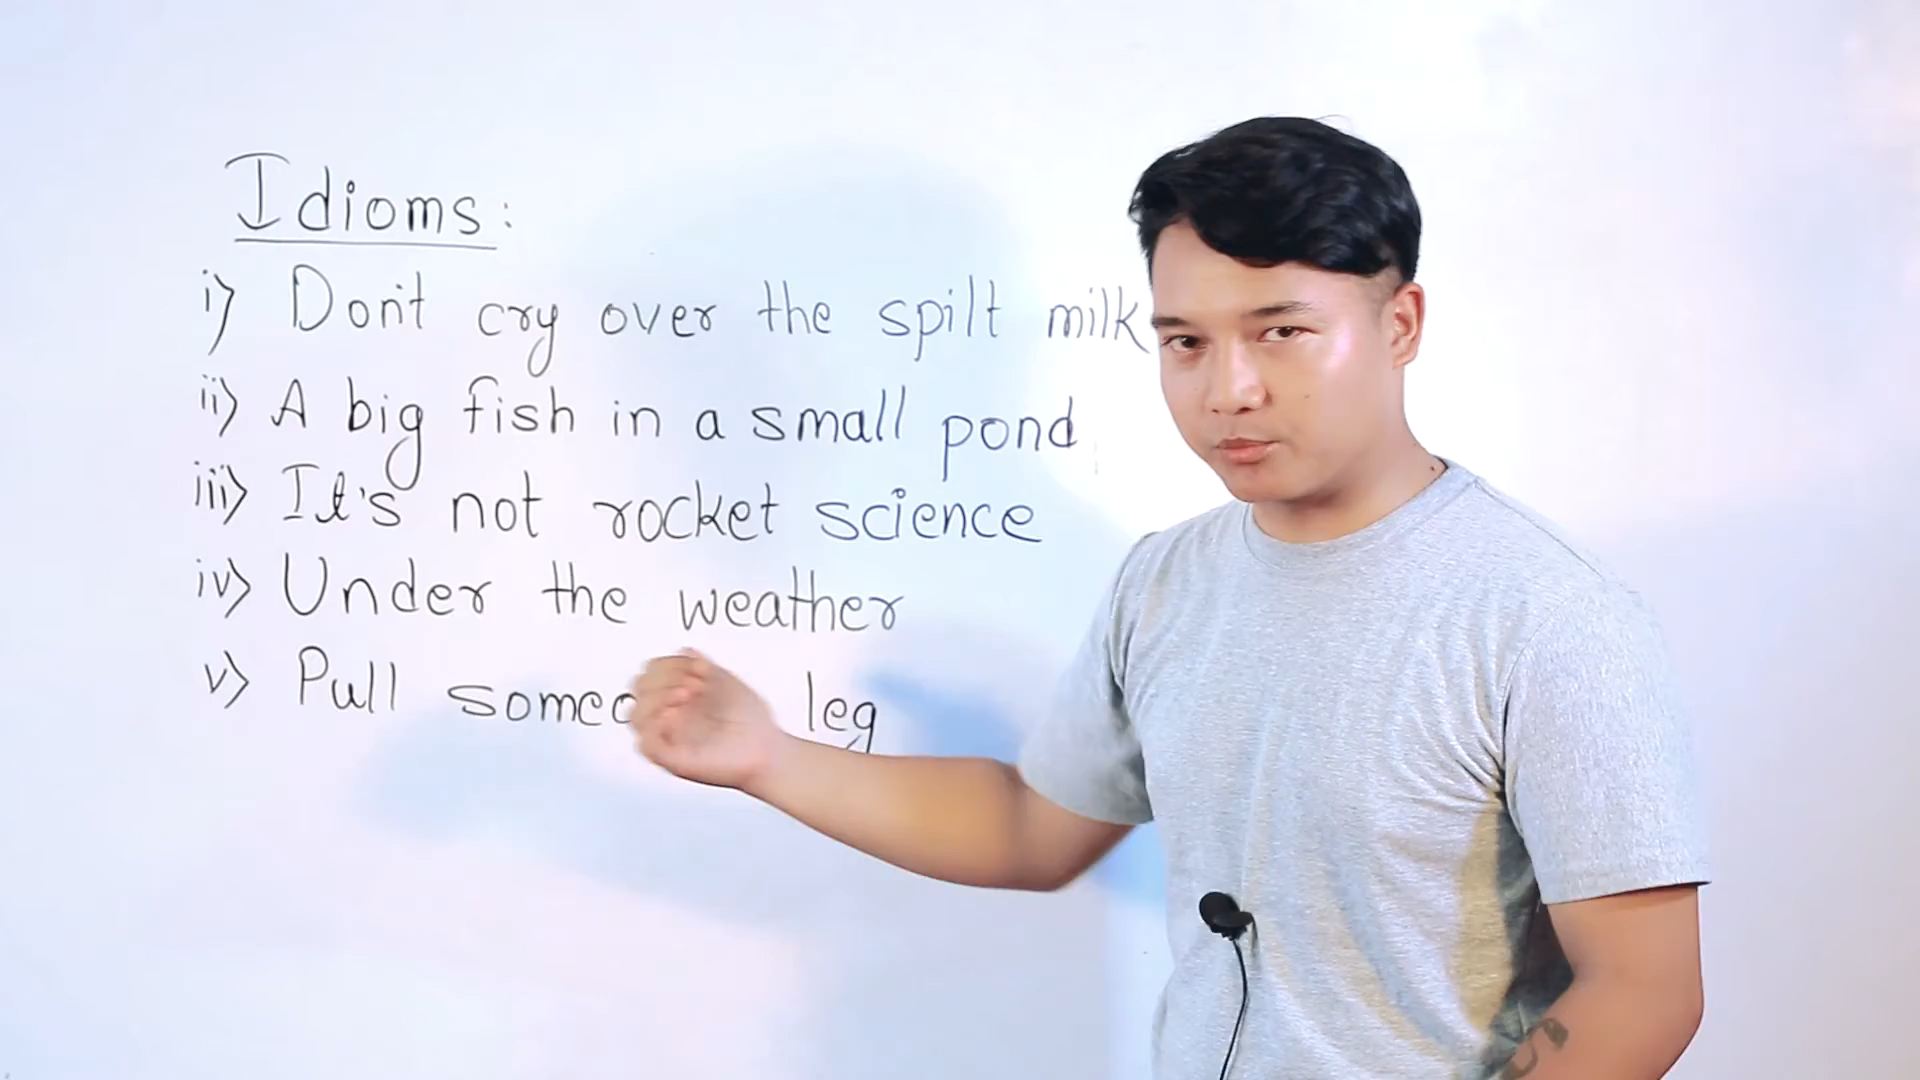 Idioms:
i) Don't cry over the spilt milk
ii) A big fish in a small pond
iii) It's not rocket science
iv) Under the weather
v) Pull leg